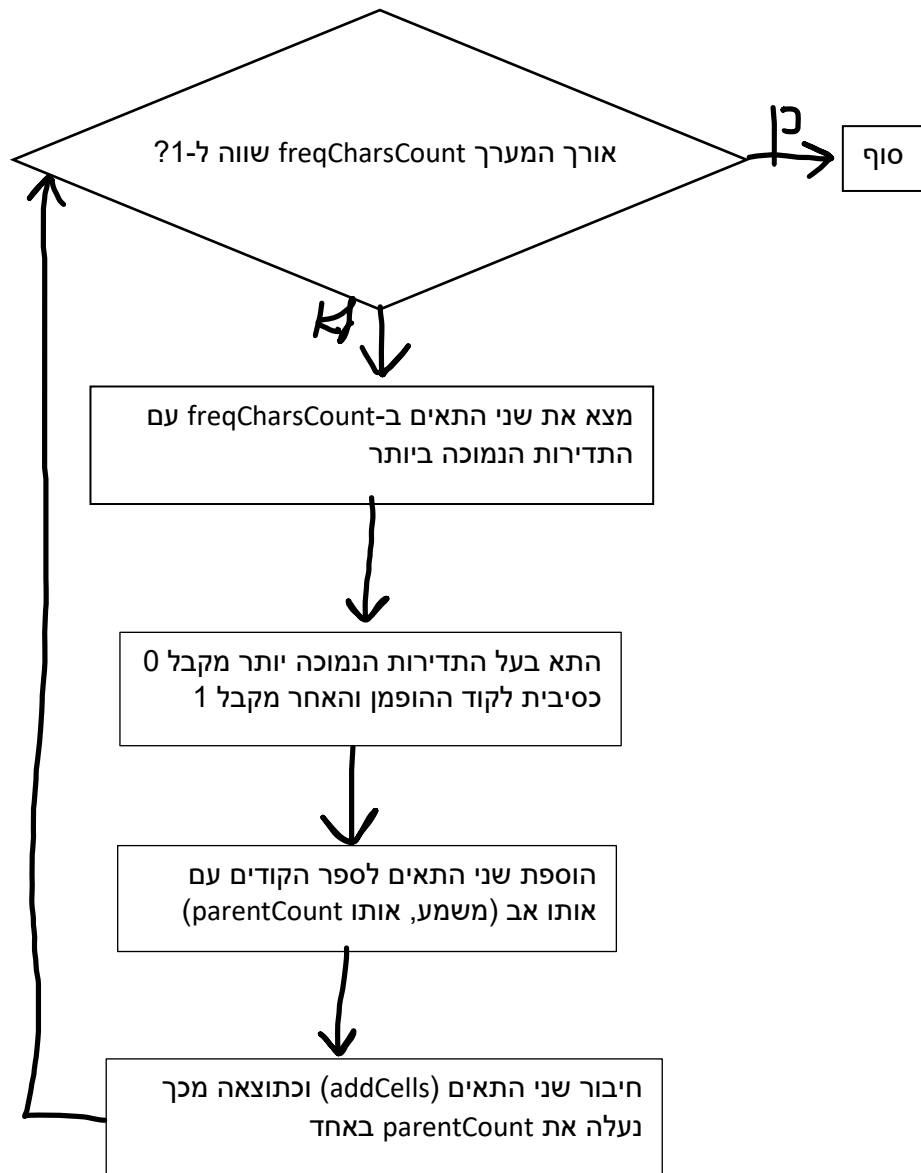 אורך המערך freqCharsCount שווה ל-1?
כן
סוף
לא
מצא את שני התאים ב-freqCharsCount עם
התדירות הנמוכה ביותר
התא בעל התדירות הנמוכה יותר מקבל 0
כסיבית לקוד ההופמן והאחר מקבל 1
הוספת שני התאים לספר הקודים עם
אותו אב (משמע, אותו parentCount)
חיבור שני התאים (addCells) וכתוצאה מכך
נעלה את parentCount באחד